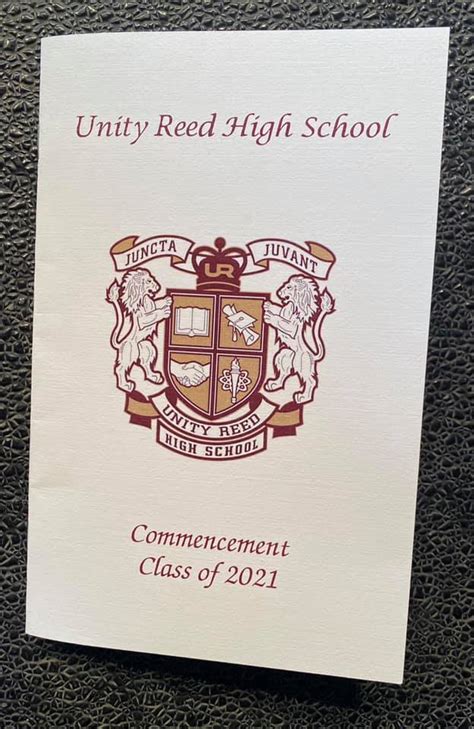 Unity Reed High School
JUNCTA JUVANT
UR
UNITY REED
HIGH SCHOOL
Commencement
Class of 2021